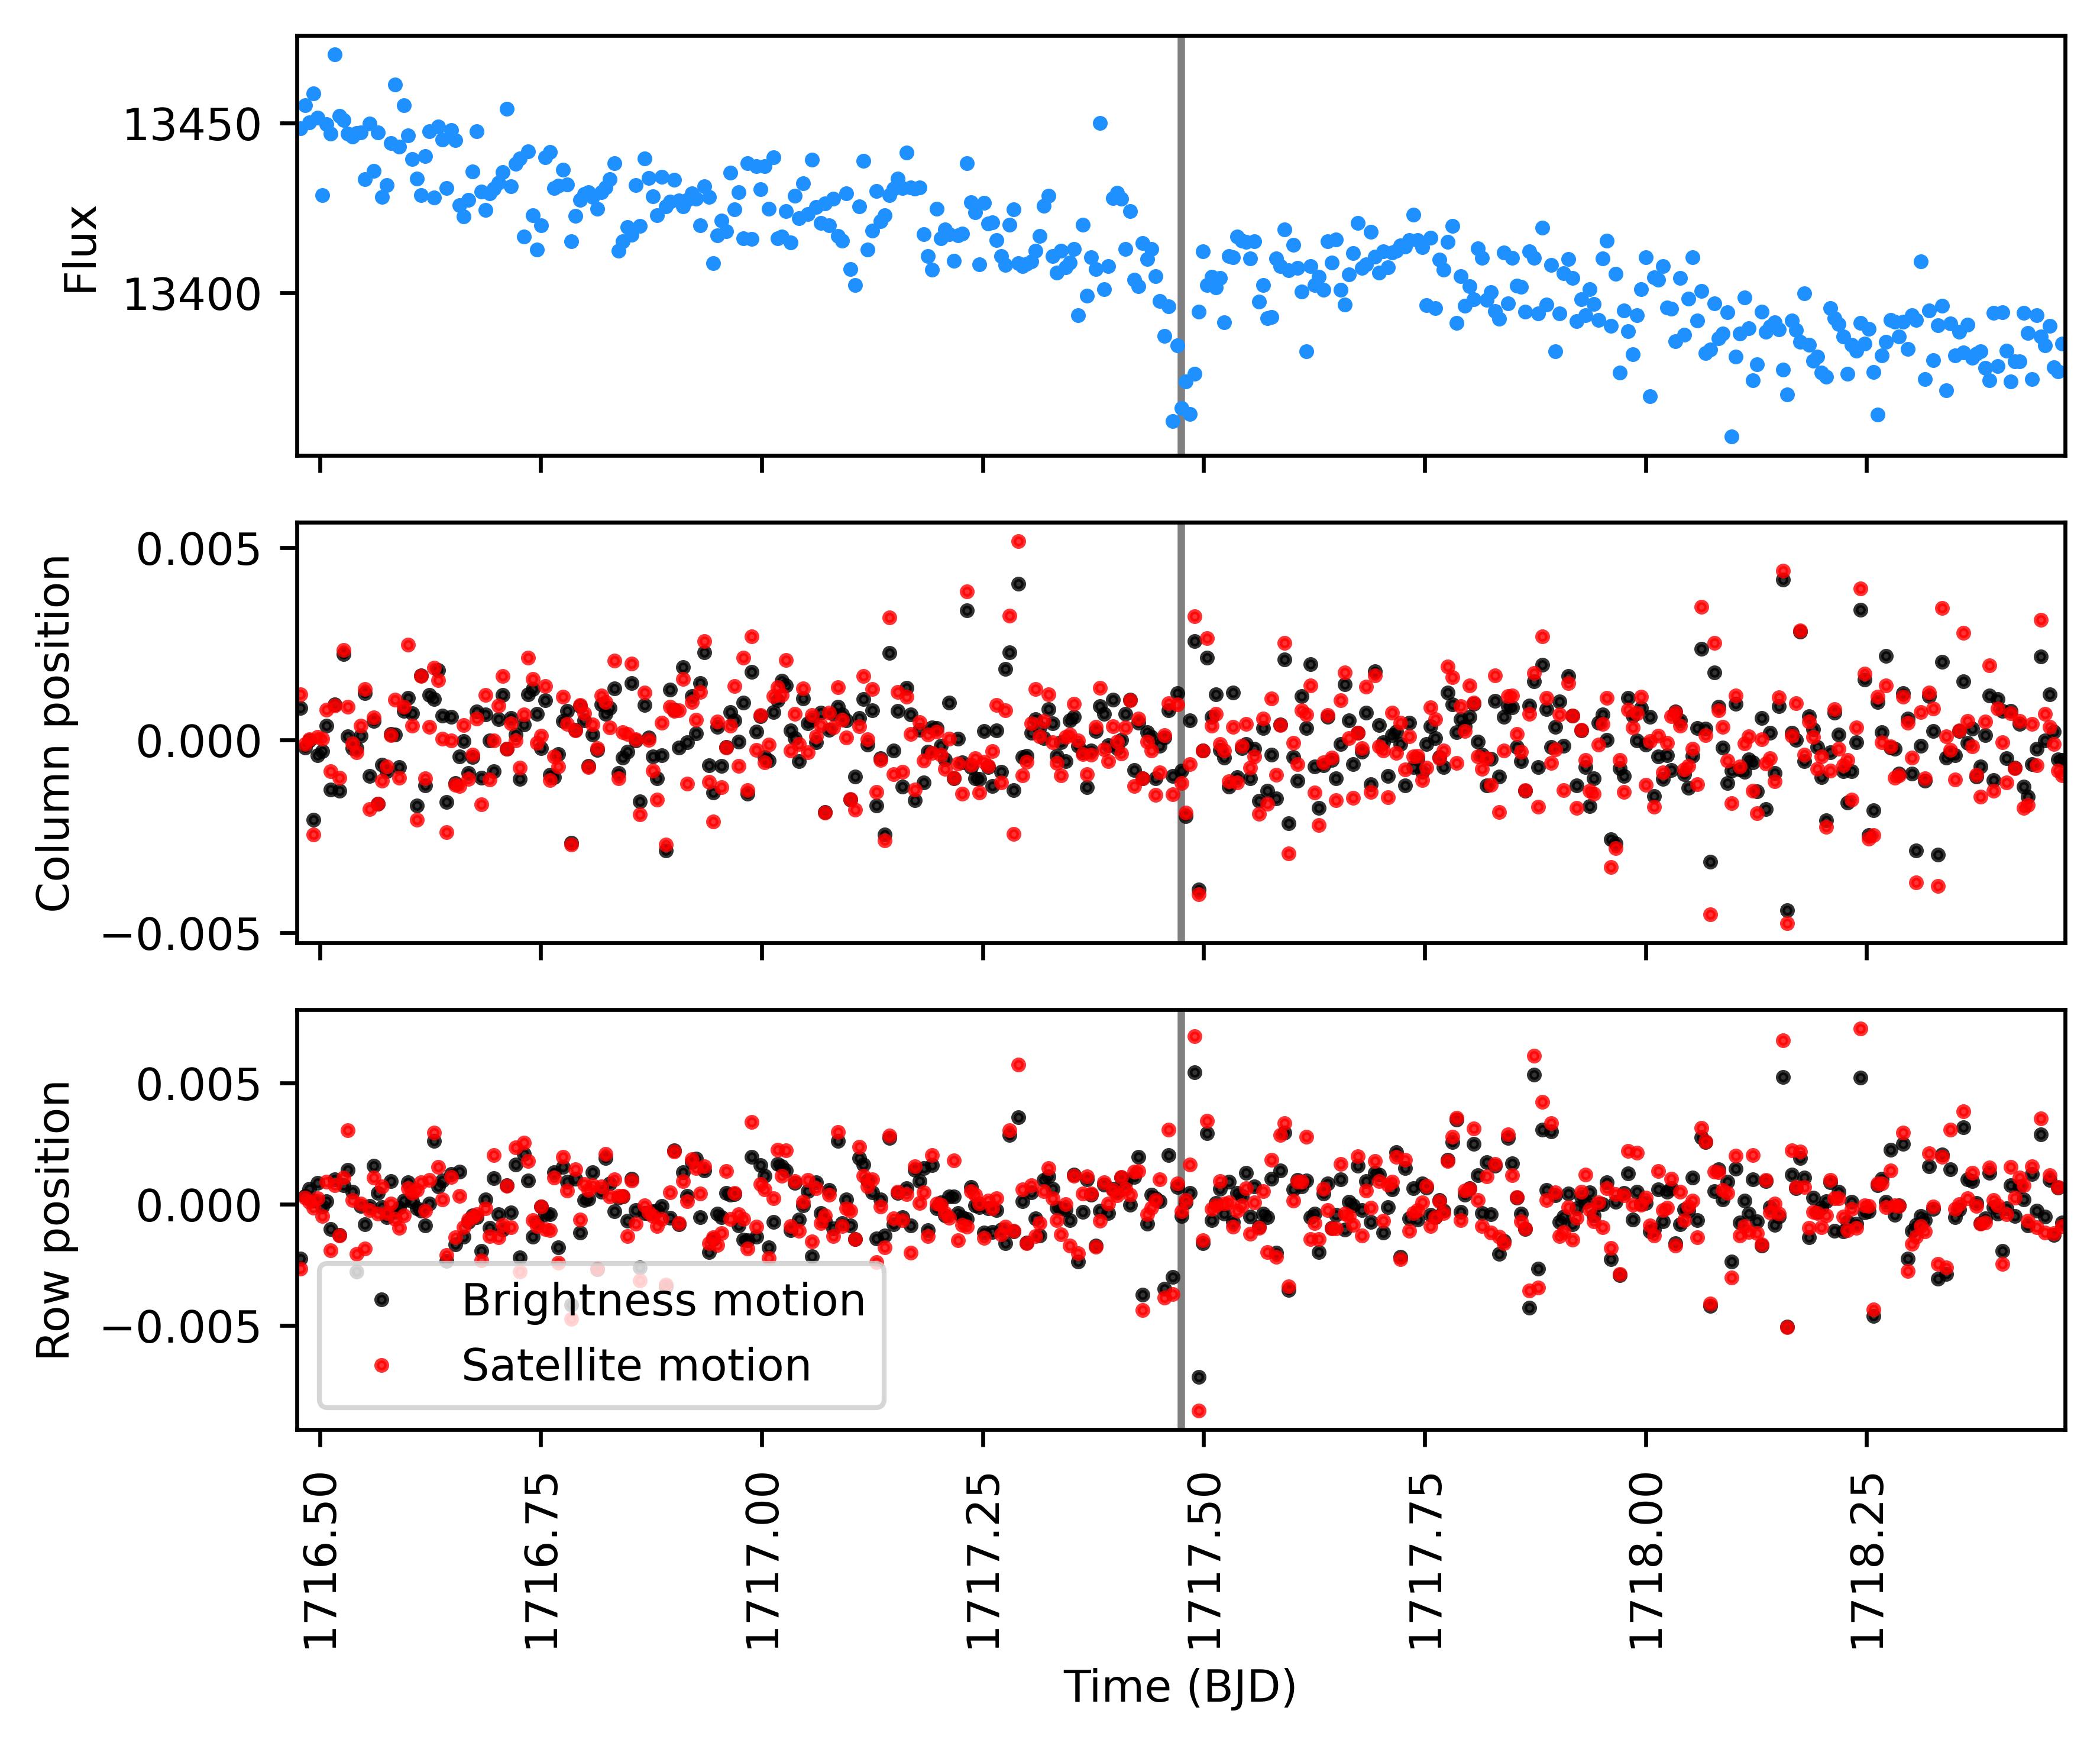 Flux
13450
13400
Column position
0.005
0.000
−0.005
Row position
0.005
0.000
−0.005
Brightness motion
Satellite motion
1716.50
1716.75
1717.00
1717.25
1717.50
1717.75
1718.00
1718.25
Time (BJD)